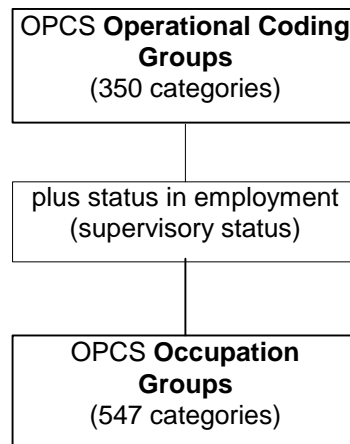 OPCS Operational Coding
Groups
(350 categories)
plus status in employment
(supervisory status)
OPCS Occupation
Groups
(547 categories)